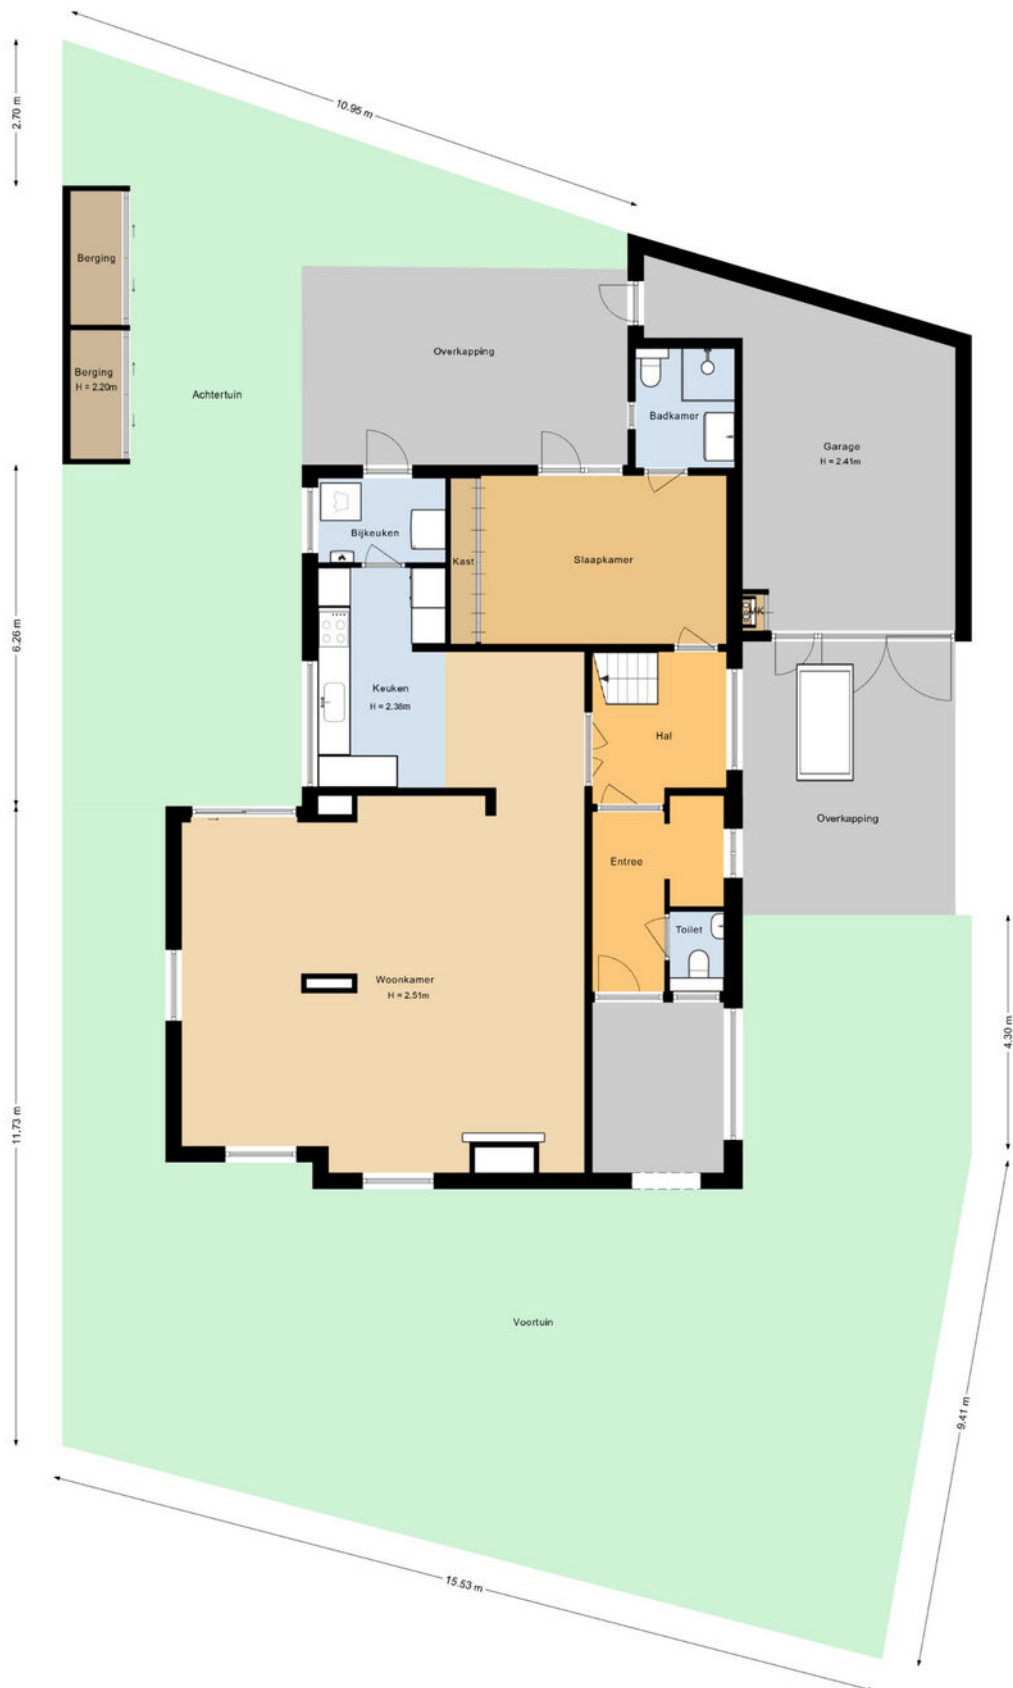 10.95 m
2.70 m
Berging
Overkapping
Berging
H = 2.20m
Achtertuin
Badkamer
Garage
H = 2.41m
Bijkeuken
Kast
Slaapkamer
MK
6.26 m
Keuken
H = 2.38m
Hal
Overkapping
Entree
Toilet
Woonkamer
H = 2.51m
4.30 m
11.73 m
Voortuin
9.41 m
15.53 m